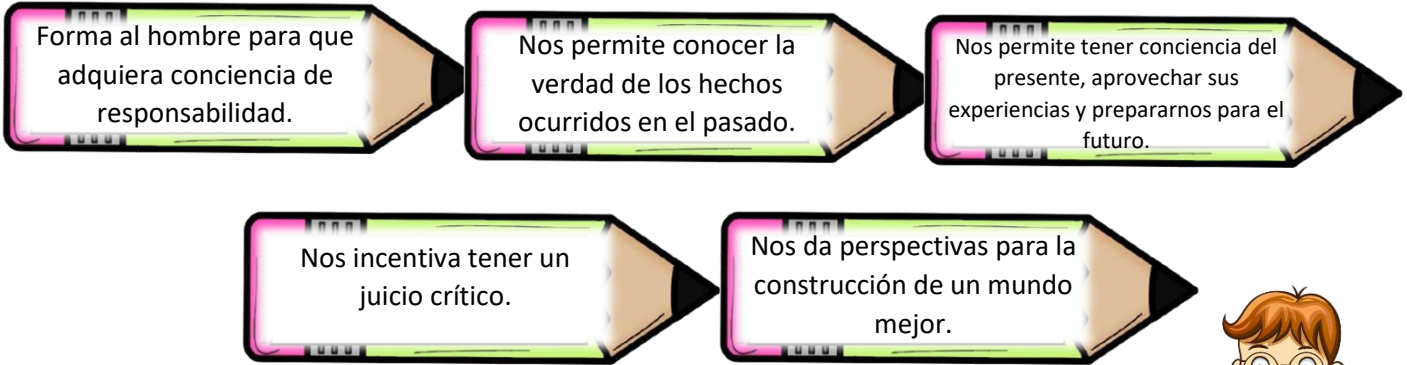 Forma al hombre para que
adquiera conciencia de
responsabilidad.
Nos permite conocer la
verdad de los hechos
ocurridos en el pasado.
Nos permite tener conciencia del
presente, aprovechar sus
experiencias y prepararnos para el
futuro.
Nos incentiva tener un
juicio crítico.
Nos da perspectivas para la
construcción de un mundo
mejor.